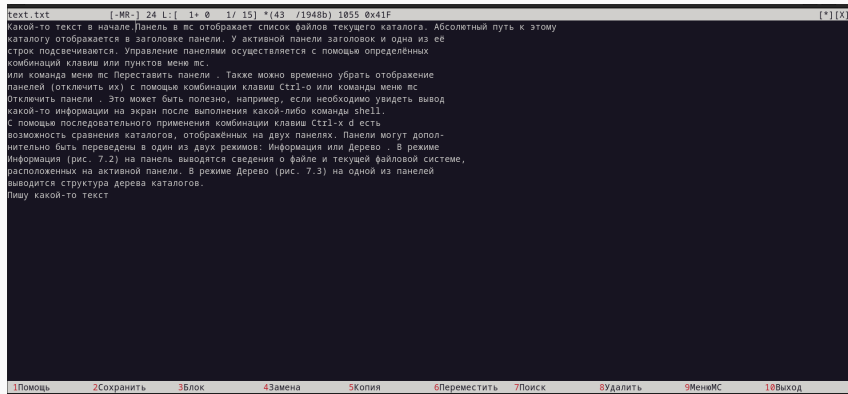 text.txt [-MR-] 24 L:[ 1+ 0 1/ 15] *(43 /1948b) 1055 0x41F [*][X]
Какой-то текст в начале.Панель в mc отображает список файлов текущего каталога. Абсолютный путь к этому
каталогу отображается в заголовке панели. У активной панели заголовок и одна из её
строк подсвечиваются. Управление панелями осуществляется с помощью определённых
комбинаций клавиш или пунктов меню mc.
или команда меню mc Переставить панели . Также можно временно убрать отображение
панелей (отключить их) с помощью комбинации клавиш Ctrl-o или команды меню mc
Отключить панели . Это может быть полезно, например, если необходимо увидеть вывод
какой-то информации на экран после выполнения какой-либо команды shell.
С помощью последовательного применения комбинации клавиш Ctrl-x d есть
возможность сравнения каталогов, отображённых на двух панелях. Панели могут допол-
нительно быть переведены в один из двух режимов: Информация или Дерево . В режиме
Информация (рис. 7.2) на панель выводятся сведения о файле и текущей файловой системе,
расположенных на активной панели. В режиме Дерево (рис. 7.3) на одной из панелей
выводится структура дерева каталогов.
Пишу какой-то текст
1Помощь 2Сохранить 3Блок 4Замена 5Копия 6Переместить 7Поиск 8Удалить 9МенюМС 10Выход